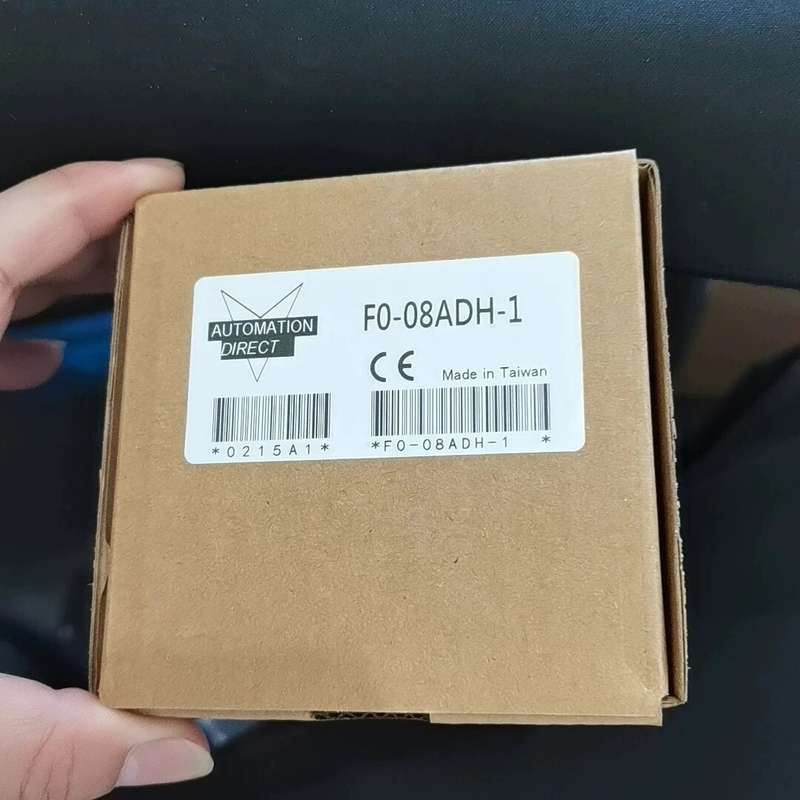 AUTOMATION
DIRECT
F0-08ADH-1
CE Made in Taiwan
*0215A1*
*F0-08ADH-1 *